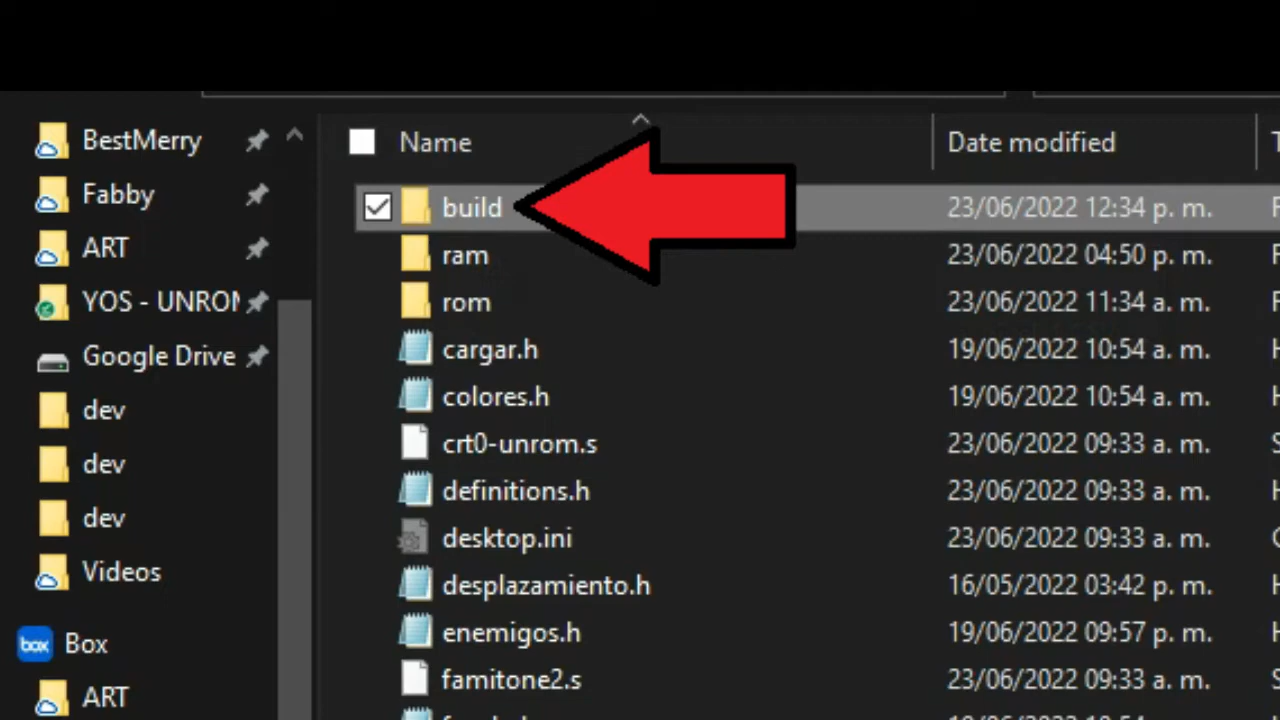 BestMerry
Fabby
ART
YOS - UNROM
Google Drive
dev
dev
dev
Videos
box Box
ART
Name Date modified
build 23/06/2022 12:34 p. m.
ram 23/06/2022 04:50 p. m.
rom 23/06/2022 11:34 a. m.
cargar.h 19/06/2022 10:54 a. m.
colores.h 19/06/2022 10:54 a. m.
crt0-unrom.s 23/06/2022 09:33 a. m.
definitions.h 23/06/2022 09:33 a. m.
desktop.ini 23/06/2022 09:33 a. m.
desplazamiento.h 16/05/2022 03:42 p. m.
enemigos.h 19/06/2022 09:57 p. m.
famitone2.s 23/06/2022 09:33 a. m.